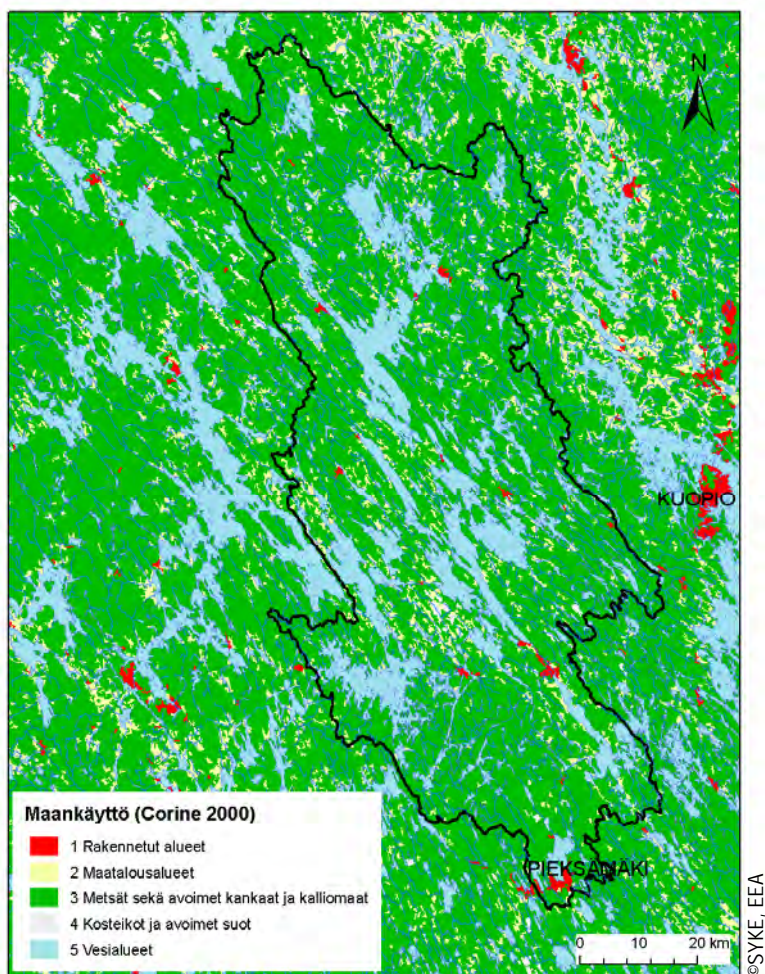 N
KUOPIO
Maankäyttö (Corine 2000)
1 Rakennetut alueet
2 Maatalousalueet
3 Metsät sekä avoimet kankaat ja kalliomaat
4 Kosteikot ja avoimet suot
5 Vesialueet
PIEKSÄMÄKI
0 10 20 km
©SYKE, EEA